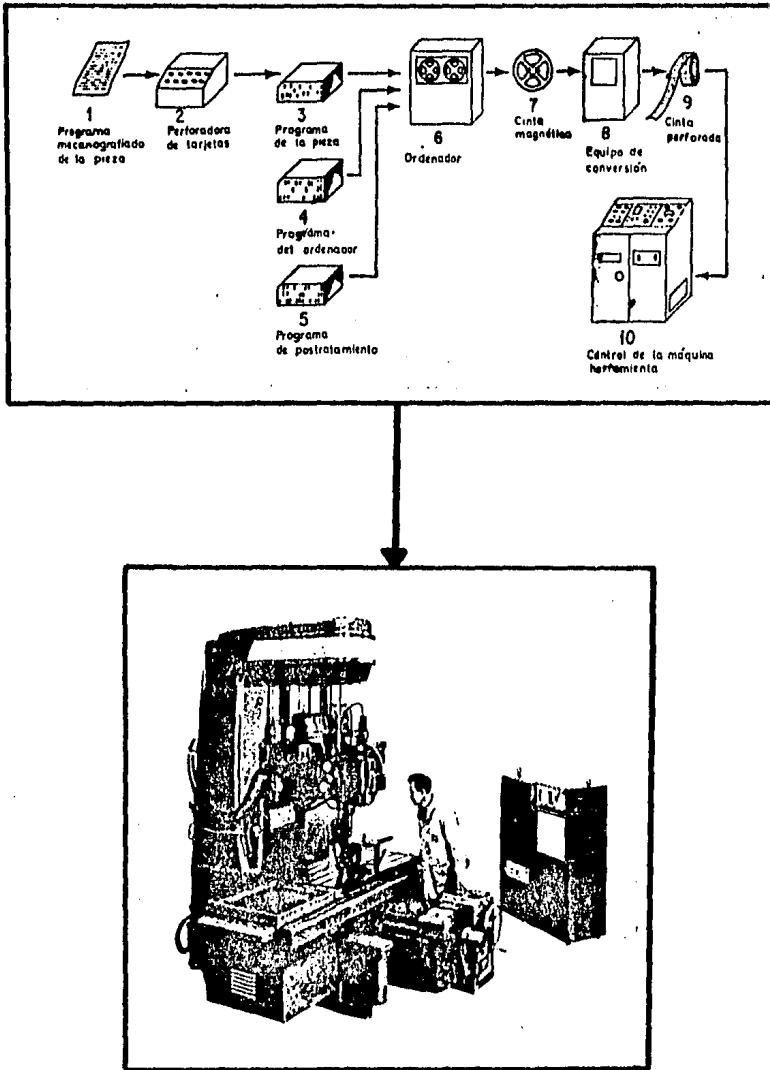 1
Programa
mecanografiado
de la pieza
2
Perforadora
de tarjetas
3
Programa
de la pieza
4
Programa
del ordenador
5
Programa
de postratamiento
6
Ordenador
7
Cinta
magnética
8
Equipo de
conversión
9
Cinta
perforada
10
Control de la máquina
herramienta